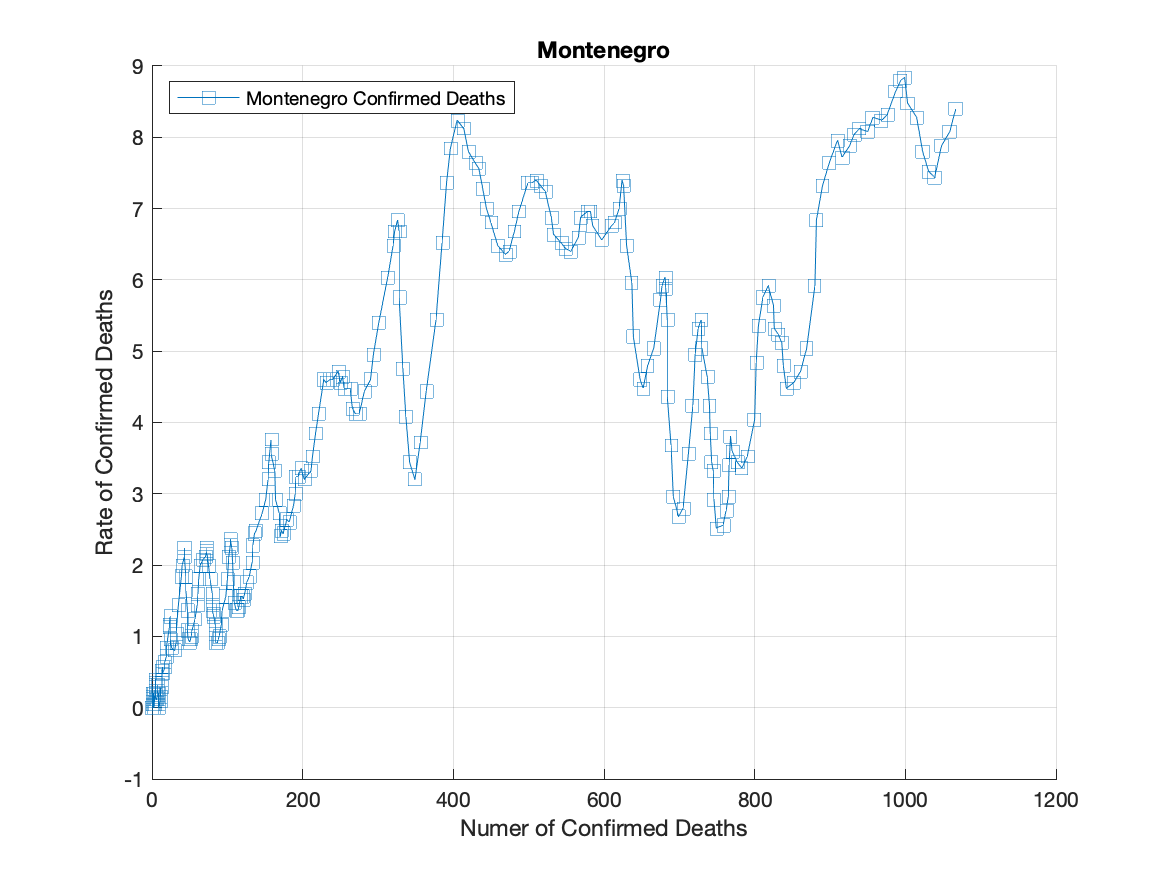 Montenegro
Montenegro Confirmed Deaths
9
8
7
6
5
4
3
2
1
0
-1
Rate of Confirmed Deaths
0 200 400 600 800 1000 1200
Numer of Confirmed Deaths